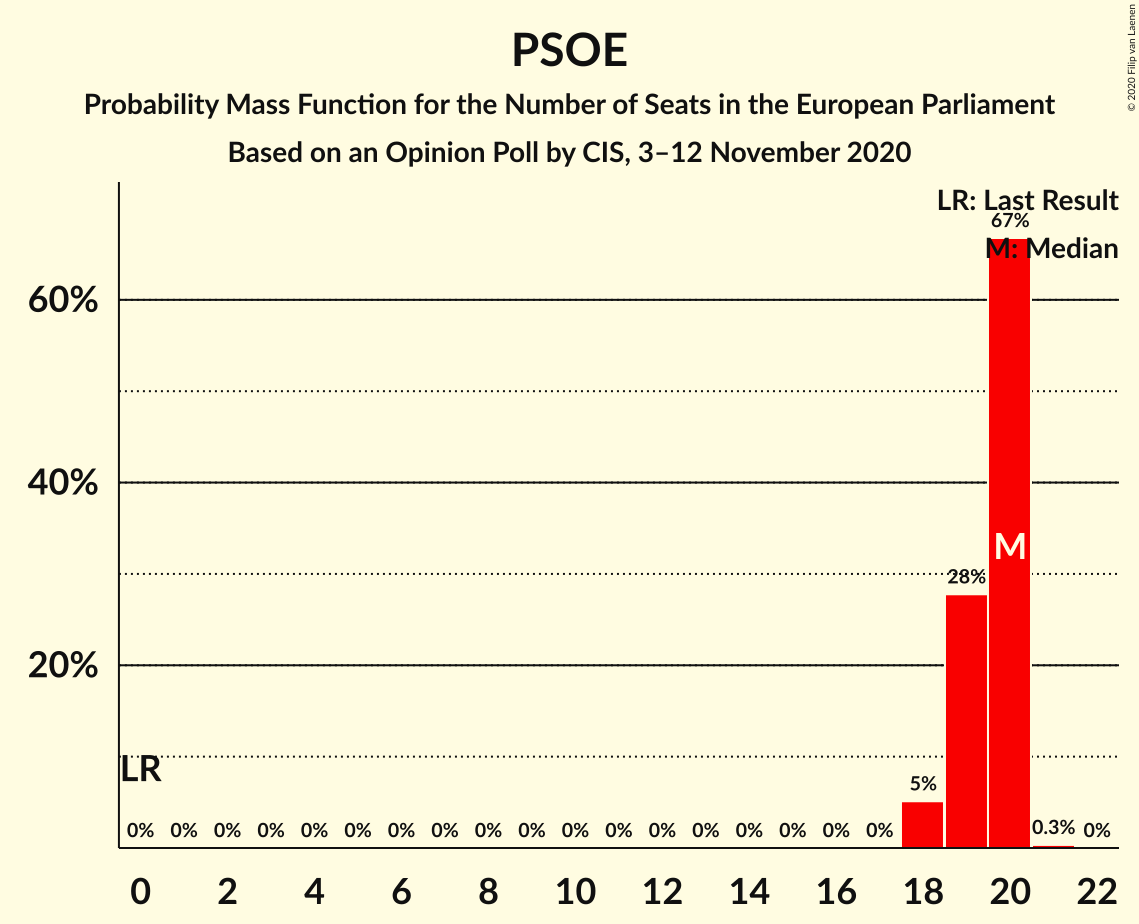 PSOE
Probability Mass Function for the Number of Seats in the European Parliament
Based on an Opinion Poll by CIS, 3–12 November 2020
© 2020 Filip van Laenen
LR: Last Result
67%
M: Median
60%
40%
M
28%
20%
LR
5%
0% 0% 0% 0% 0% 0% 0% 0% 0% 0% 0% 0% 0% 0% 0% 0% 0% 0% 0.3% 0%
0 2 4 6 8 10 12 14 16 18 20 22